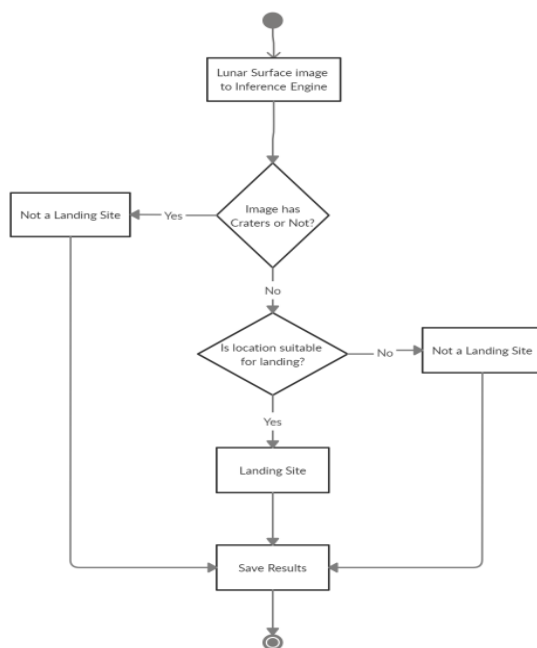 Lunar Surface image
to Inference Engine
Image has
Craters or Not?
Yes
Not a Landing Site
No
Is location suitable
for landing?
No
Not a Landing Site
Yes
Landing Site
Save Results